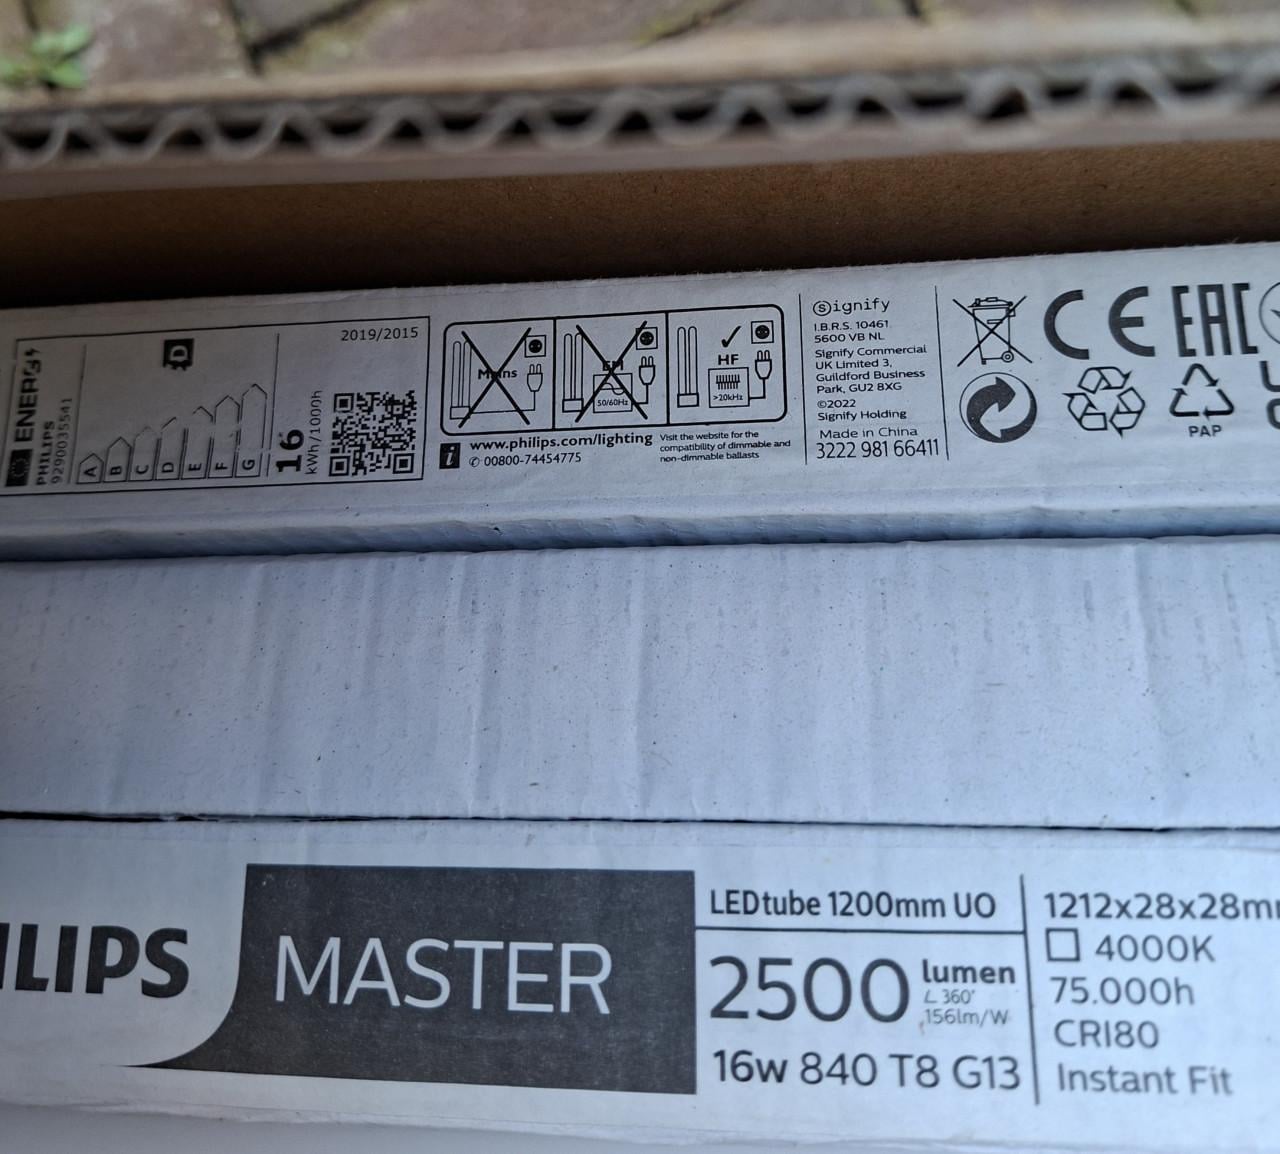 ENERG
PHILIPS
9290035541
D
A
B
C
D
E
F
G
16
kWh/1000h
2019/2015
Mains
EM
50/60Hz
HF
>20kHz
i www.philips.com/lighting
✆ 00800-74454775
Visit the website for the
compatibility of dimmable and
non-dimmable ballasts
Signify
I.B.R.S. 10461
5600 VB NL
Signify Commercial
UK Limited 3,
Guildford Business
Park, GU2 8XG
©2022
Signify Holding
Made in China
3222 981 66411
CE EAC
PAP
ILIPS
MASTER
LEDtube 1200mm UO
2500 lumen
∠ 360°
156lm/W
16w 840 T8 G13
1212x28x28m
4000K
75.000h
CRI80
Instant Fit